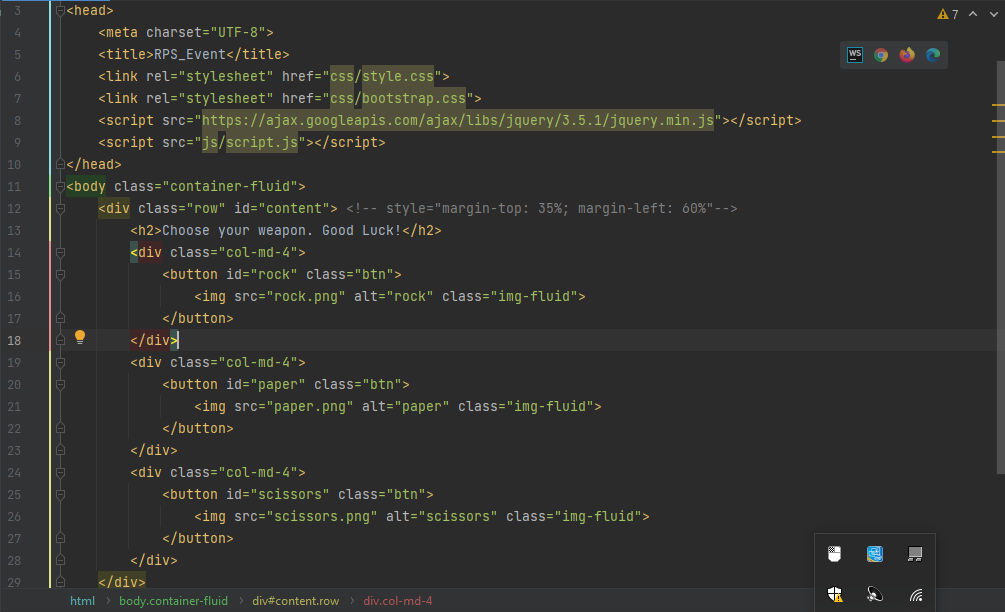 3 <head>
4 <meta charset="UTF-8">
5 <title>RPS_Event</title>
6 <link rel="stylesheet" href="css/style.css">
7 <link rel="stylesheet" href="css/bootstrap.css">
8 <script src="https://ajax.googleapis.com/ajax/libs/jquery/3.5.1/jquery.min.js"></script>
9 <script src="js/script.js"></script>
10 </head>
11 <body class="container-fluid">
12 <div class="row" id="content"> <!-- style="margin-top: 35%; margin-left: 60%"-->
13 <h2>Choose your weapon. Good Luck!</h2>
14 <div class="col-md-4">
15 <button id="rock" class="btn">
16 <img src="rock.png" alt="rock" class="img-fluid">
17 </button>
18 </div>
19 <div class="col-md-4">
20 <button id="paper" class="btn">
21 <img src="paper.png" alt="paper" class="img-fluid">
22 </button>
23 </div>
24 <div class="col-md-4">
25 <button id="scissors" class="btn">
26 <img src="scissors.png" alt="scissors" class="img-fluid">
27 </button>
28 </div>
29 </div>
7
WS
html body.container-fluid div#content.row div.col-md-4